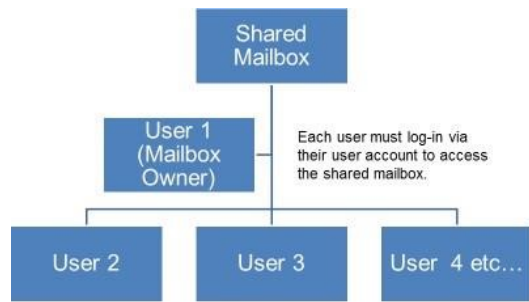 Shared
Mailbox
User 1
(Mailbox
Owner)
Each user must log-in via
their user account to access
the shared mailbox.
User 2
User 3
User 4 etc...